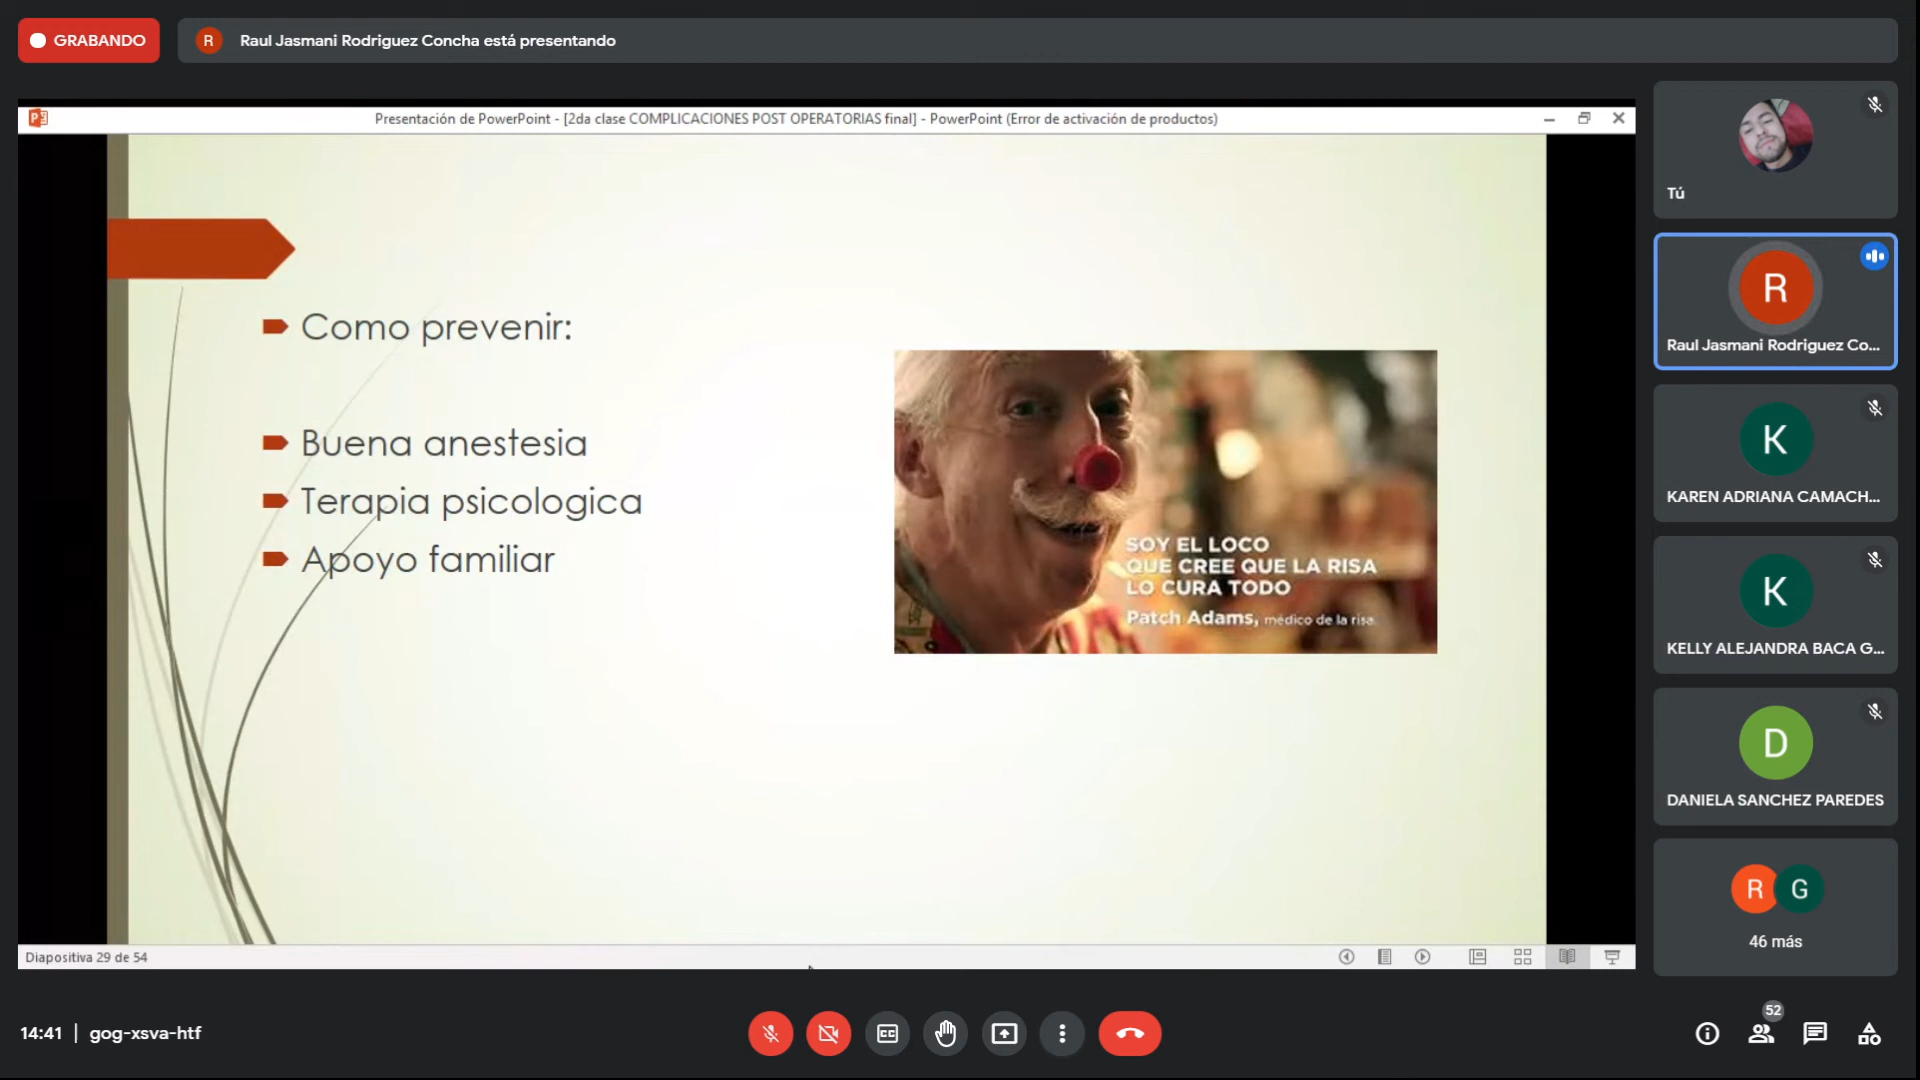 GRABANDO
R
Raul Jasmani Rodriguez Concha está presentando
Presentación de PowerPoint - [2da clase COMPLICACIONES POST OPERATORIAS final] - PowerPoint (Error de activación de productos)
Como prevenir:
Buena anestesia
Terapia psicologica
Apoyo familiar
SOY EL LOCO
QUE CREE QUE LA RISA
LO CURA TODO
Patch Adams, médico de la risa.
Diapositiva 29 de 54
Tú
R
Raul Jasmani Rodriguez Co...
K
KAREN ADRIANA CAMACH...
K
KELLY ALEJANDRA BACA G...
D
DANIELA SANCHEZ PAREDES
R G
46 más
14:41 | gog-xsva-htf
CC
52